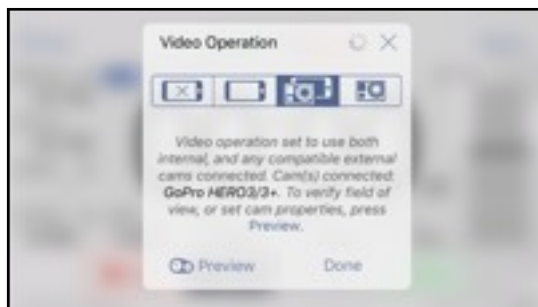 Video Operation
Video operation set to use both
internal, and any compatible external
cams connected. Cam(s) connected:
GoPro HERO3/3+. To verify field of
view, or set cam properties, press
Preview.
Preview
Done